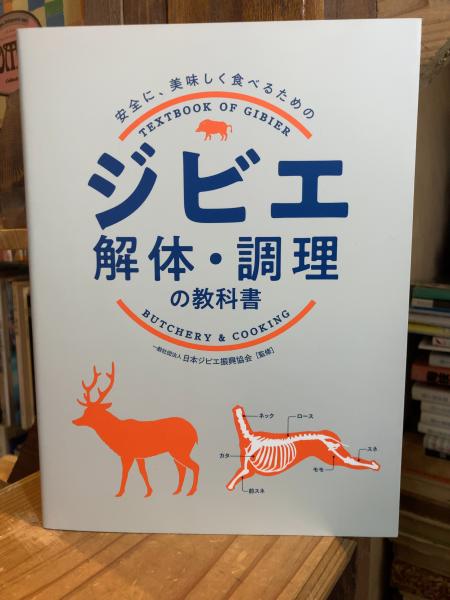 安全に、美味しく食べるための
TEXTBOOK OF GIBIER
ジビエ
解体・調理
の教科書
BUTCHERY & COOKING
一般社団法人 日本ジビエ振興協会 [監修]
ネック
ロース
カタ
スネ
モモ
前スネ